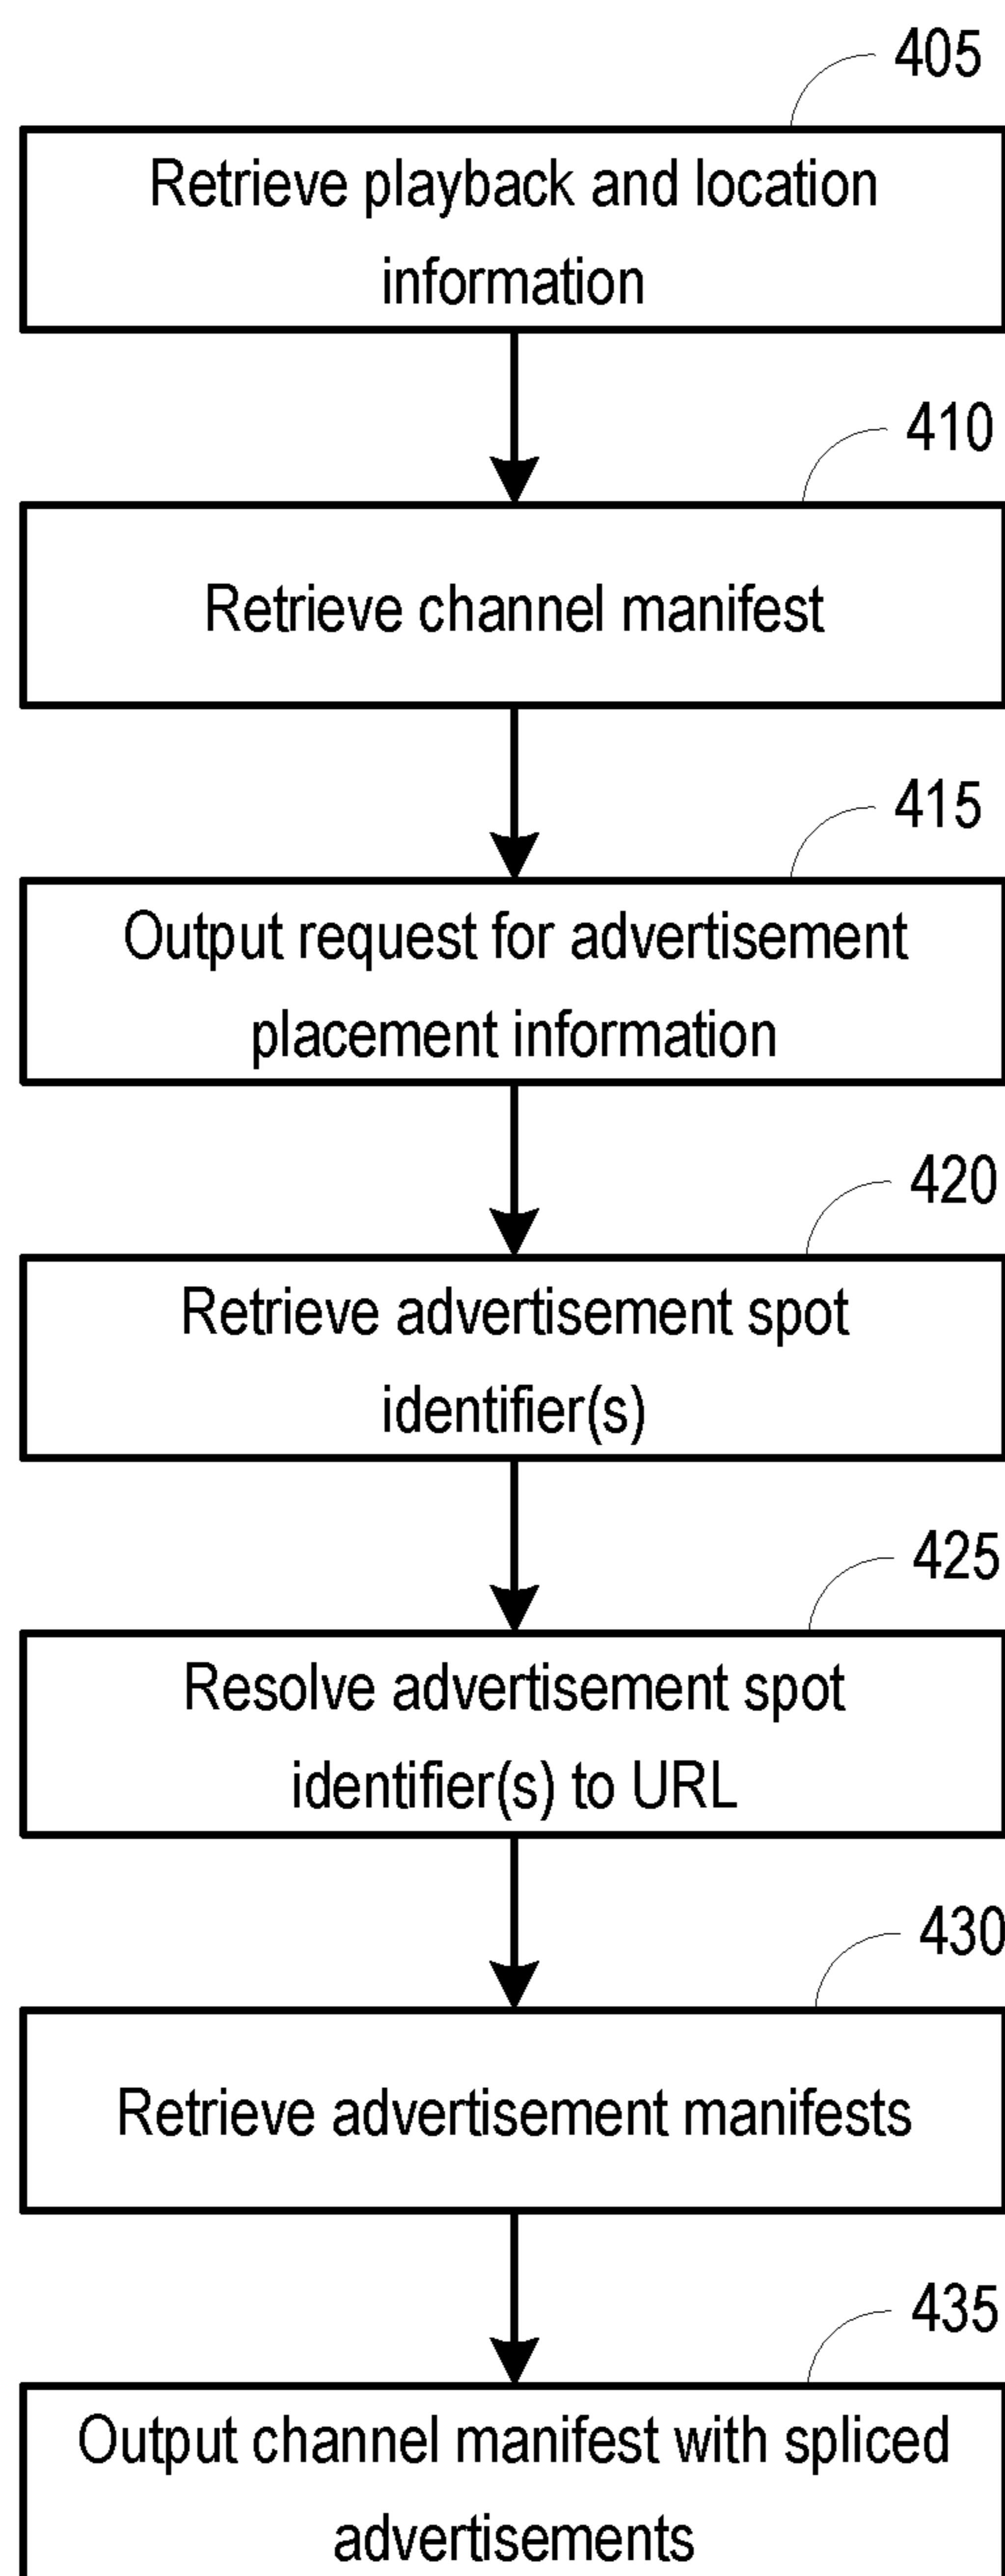 405
Retrieve playback and location
information
410
Retrieve channel manifest
415
Output request for advertisement
placement information
420
Retrieve advertisement spot
identifier(s)
425
Resolve advertisement spot
identifier(s) to URL
430
Retrieve advertisement manifests
435
Output channel manifest with spliced
advertisements